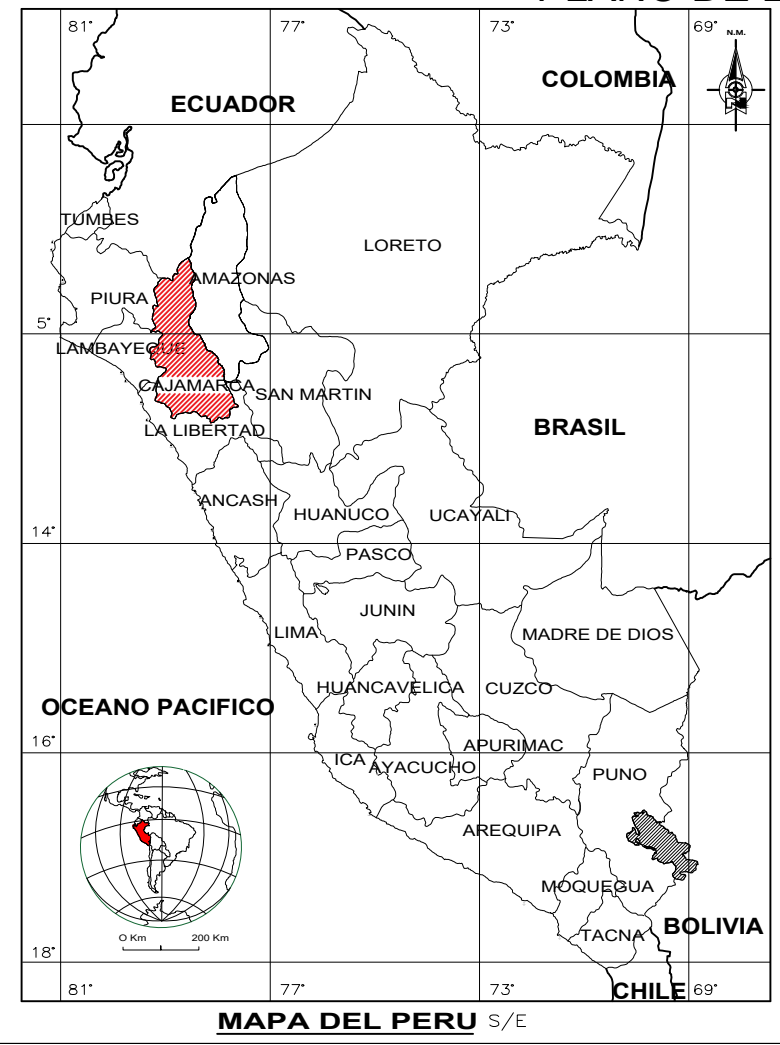 81°
77°
73°
69°
N.M.
COLOMBIA
ECUADOR
TUMBES
LORETO
AMAZONAS
PIURA
5°
LAMBAYEQUE
CAJAMARCA
SAN MARTIN
BRASIL
LA LIBERTAD
ANCASH
HUANUCO
UCAYALI
14°
PASCO
JUNIN
LIMA
MADRE DE DIOS
HUANCAVELICA
CUZCO
OCEANO PACIFICO
APURIMAC
16°
ICA
AYACUCHO
PUNO
AREQUIPA
MOQUEGUA
BOLIVIA
TACNA
O Km
200 Km
18°
81°
77°
73°
CHILE
69°
MAPA DEL PERU S/E